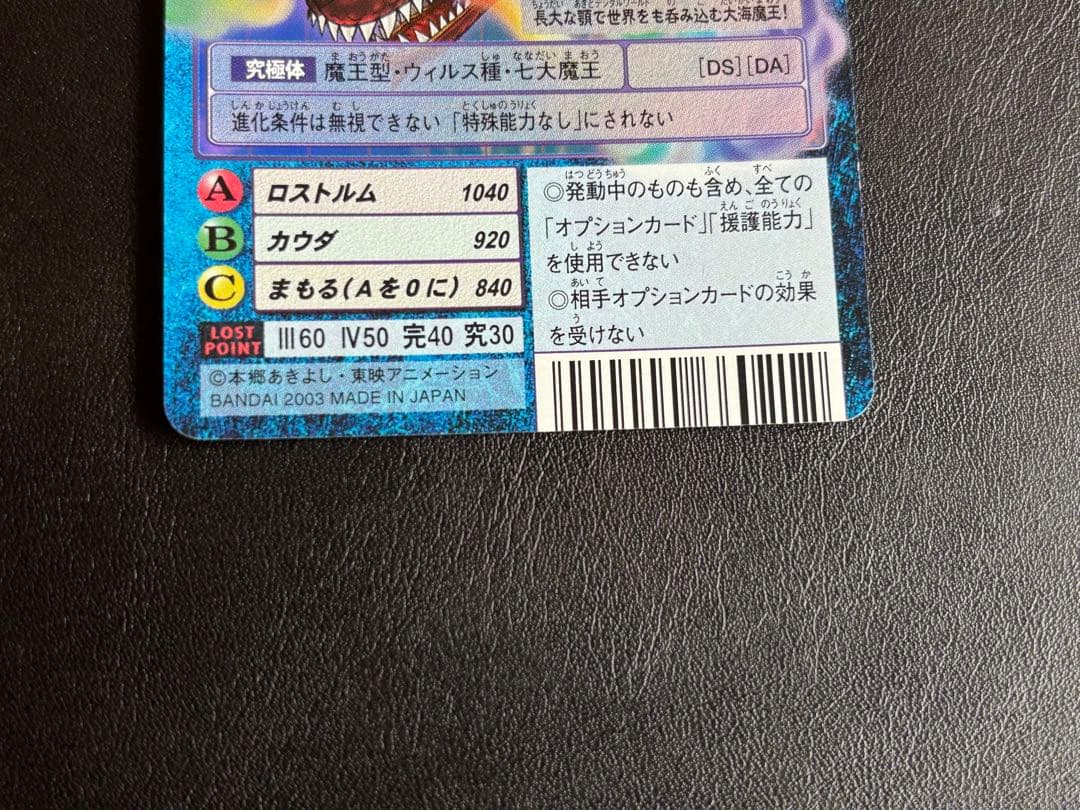 長大な顎で世界をも呑み込む大海魔王!
究極体 魔王型・ウィルス種・七大魔王 [DS][DA]
進化条件は無視できない 「特殊能力なし」にされない
A ロストルム 1040
B カウダ 920
C まもる(Aを0に) 840
LOST POINT III60 IV50 完40 究30
©本郷あきよし・東映アニメーション
BANDAI 2003 MADE IN JAPAN
◎発動中のものも含め、全ての
「オプションカード」「援護能力」
を使用できない
◎相手オプションカードの効果
を受けない